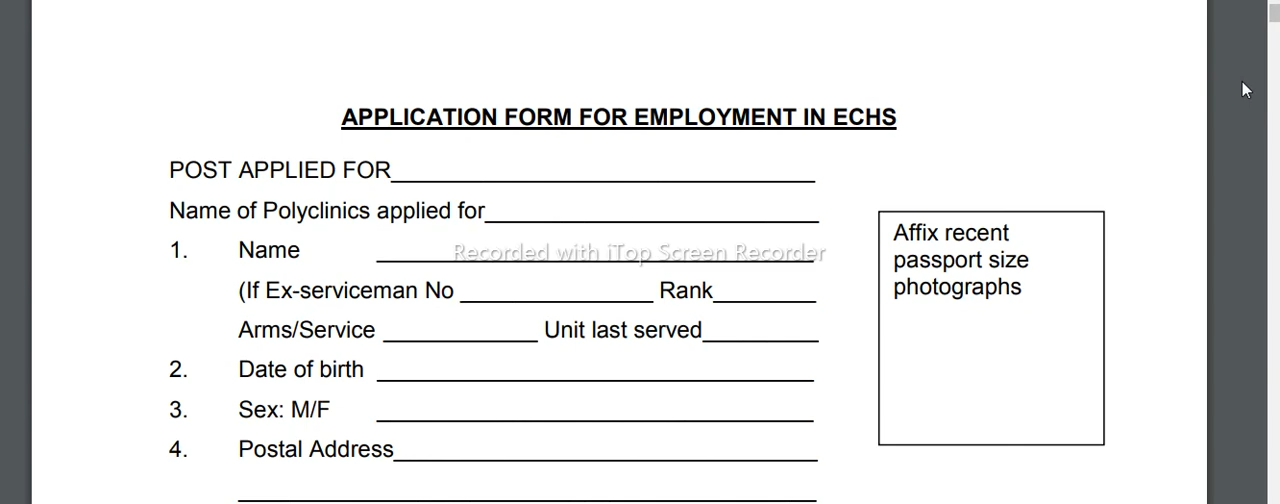 APPLICATION FORM FOR EMPLOYMENT IN ECHS
POST APPLIED FOR
Name of Polyclinics applied for
Affix recent
passport size
photographs
1. Name
Recorded with iTop Screen Recorder
(If Ex-serviceman No Rank
Arms/Service Unit last served
2. Date of birth
3. Sex: M/F
4. Postal Address